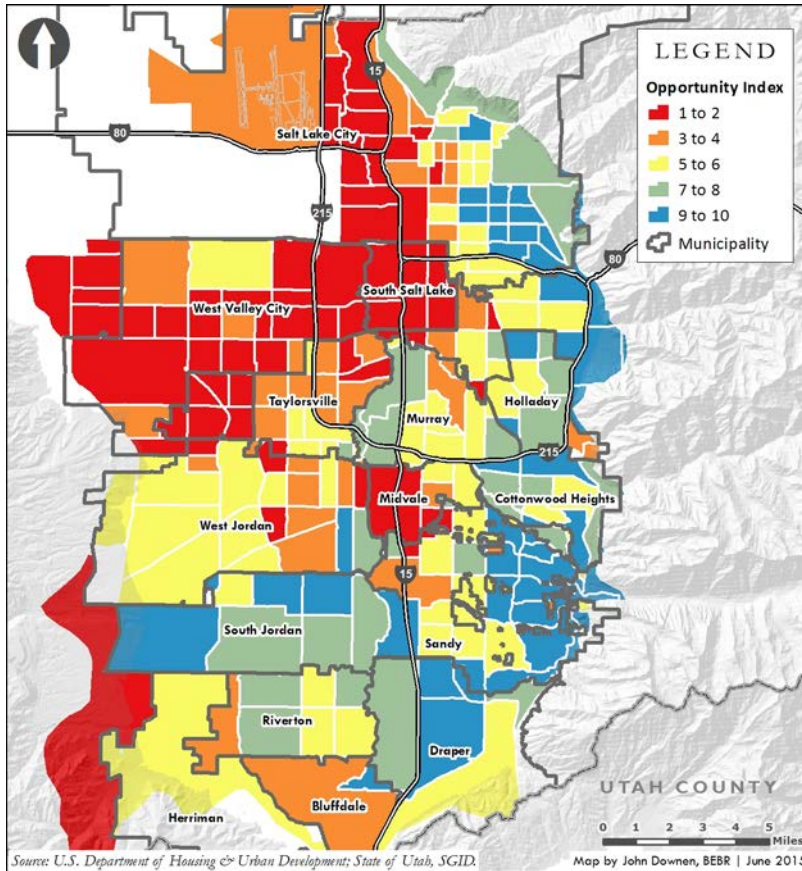 LEGEND
Opportunity Index
1 to 2
3 to 4
5 to 6
7 to 8
9 to 10
Municipality
15
80
Salt Lake City
215
80
West Valley City
South Salt Lake
Taylorsville
Murray
Holladay
215
Midvale
Cottonwood Heights
West Jordan
15
South Jordan
Sandy
Riverton
Draper
UTAH COUNTY
Bluffdale
Herriman
0 1 2 3 4 5
Miles
Source: U.S. Department of Housing & Urban Development; State of Utah, SGID.
Map by John Downen, BEBR | June 2015